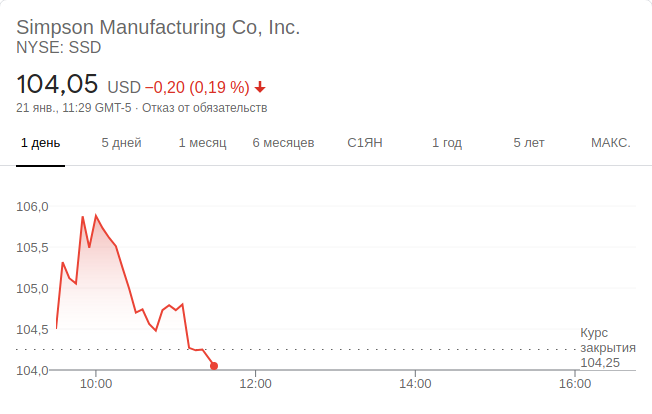 Simpson Manufacturing Co, Inc.
NYSE: SSD
104,05 USD −0,20 (0,19 %)
21 янв., 11:29 GMT-5 · Отказ от обязательств
1 день 5 дней 1 месяц 6 месяцев С1ЯН 1 год 5 лет МАКС.
106,0
105,5
105,0
104,5
Курс
закрытия
104,25
104,0
10:00 12:00 14:00 16:00